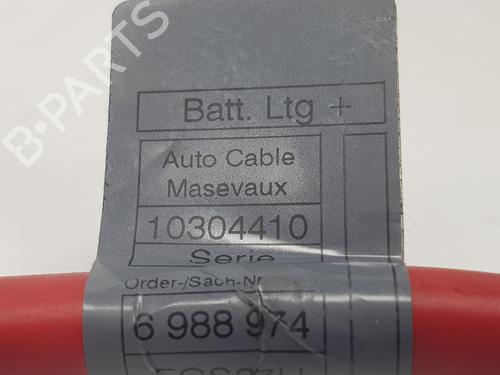 B-PARTS
Batt. Ltg +
Auto Cable
Masevaux
10304410
Serie
Order-/Sach-Nr
6 988 974